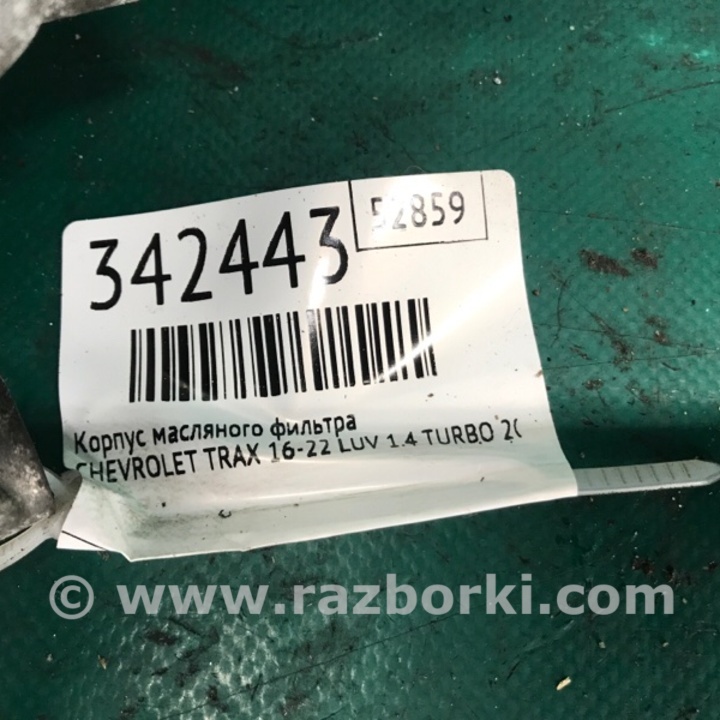 52859
342443
Корпус масляного фильтра
CHEVROLET TRAX 16-22 LUV 1.4 TURBO
© www.razborki.com